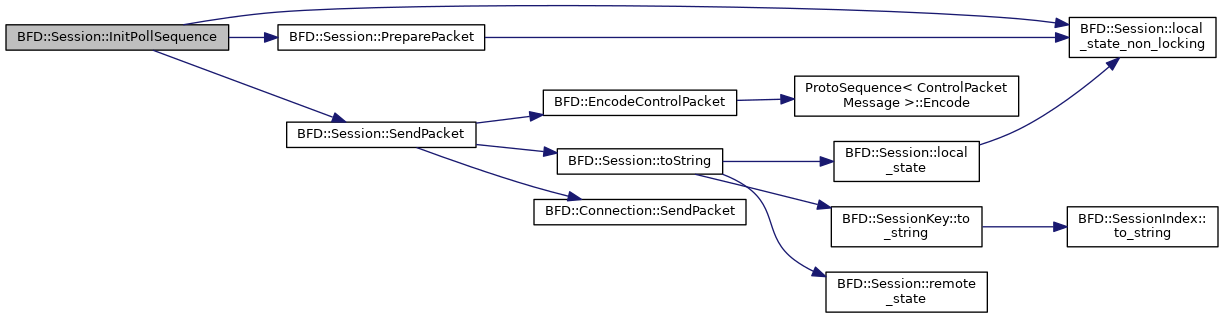 BFD::Session::InitPollSequence
BFD::Session::PreparePacket
BFD::Session::local
_state_non_locking
BFD::Session::SendPacket
BFD::EncodeControlPacket
ProtoSequence< ControlPacket
Message >::Encode
BFD::Session::toString
BFD::Session::local
_state
BFD::Connection::SendPacket
BFD::SessionKey::to
_string
BFD::SessionIndex::
to_string
BFD::Session::remote
_state